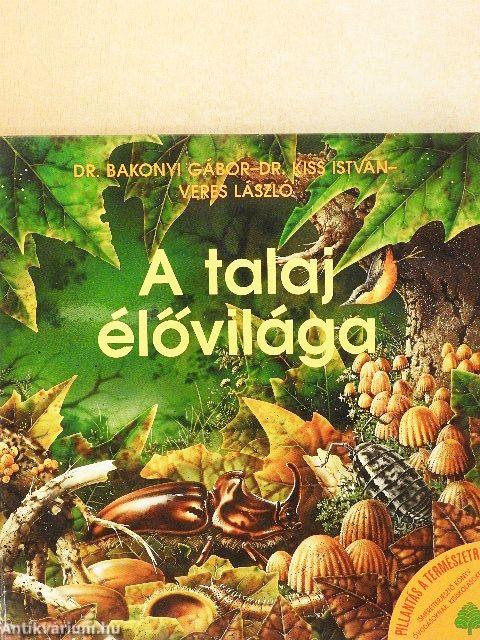 DR. BAKONYI GÁBOR–DR. KISS ISTVÁN–
VERES LÁSZLÓ
A talaj
élővilága
PILLANTÁS A TERMÉSZETRE
Antikvarium.hu